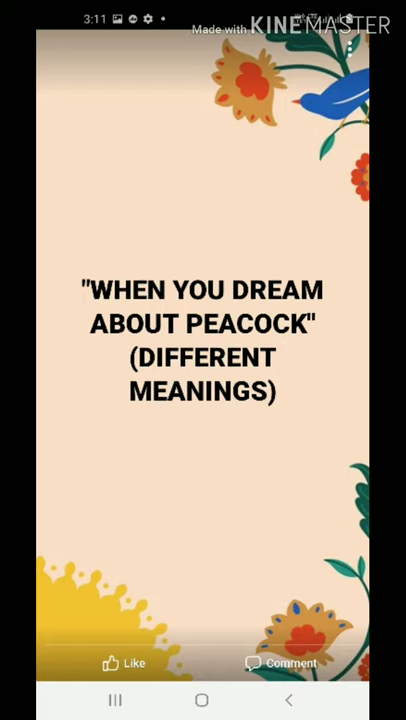 3:11
Made with KINEMASTER
"WHEN YOU DREAM
ABOUT PEACOCK"
(DIFFERENT
MEANINGS)
Like
Comment